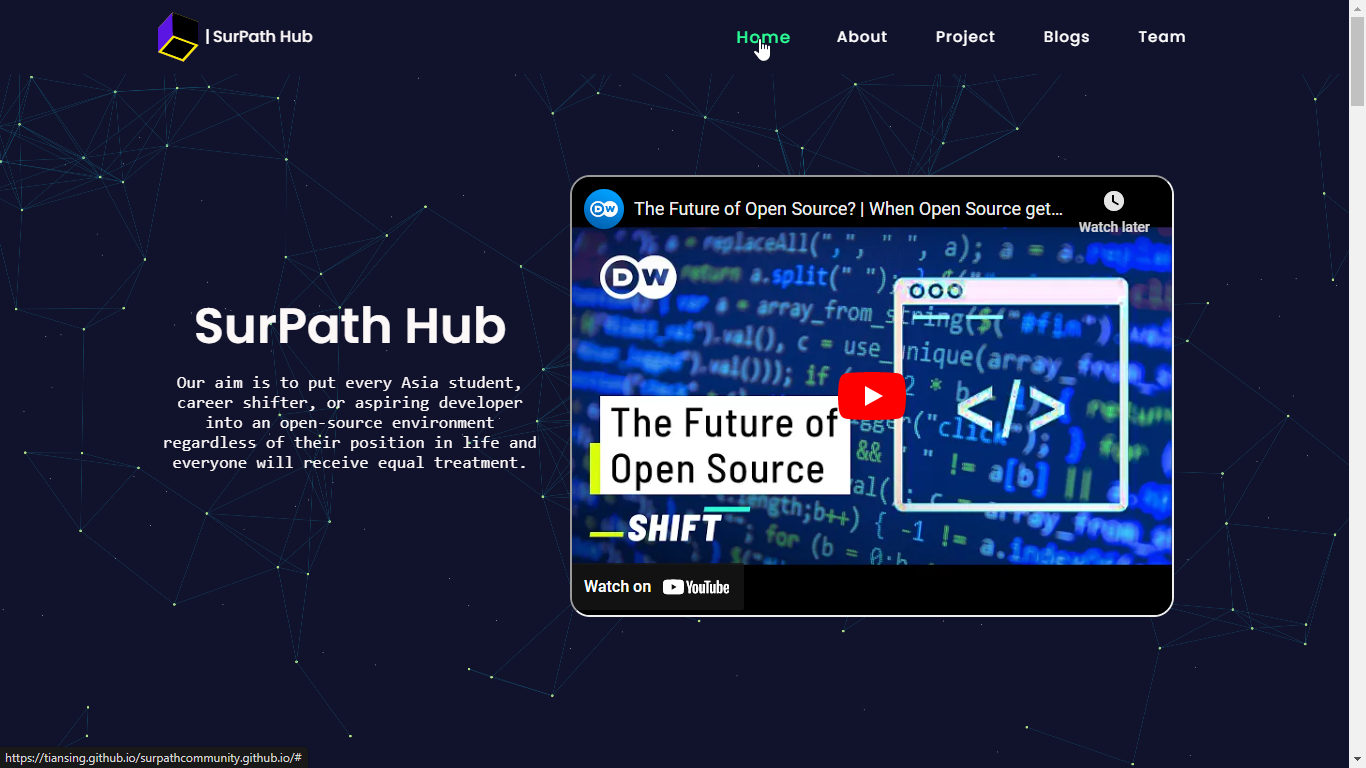 | SurPath Hub
Home
About
Project
Blogs
Team
SurPath Hub
Our aim is to put every Asia student,
career shifter, or aspiring developer
into an open-source environment
regardless of their position in life and
everyone will receive equal treatment.
DW
The Future of Open Source? | When Open Source get...
Watch later
DW
The Future of
Open Source
SHIFT
</>
Watch on YouTube
https://tiansing.github.io/surpathcommunity.github.io/#